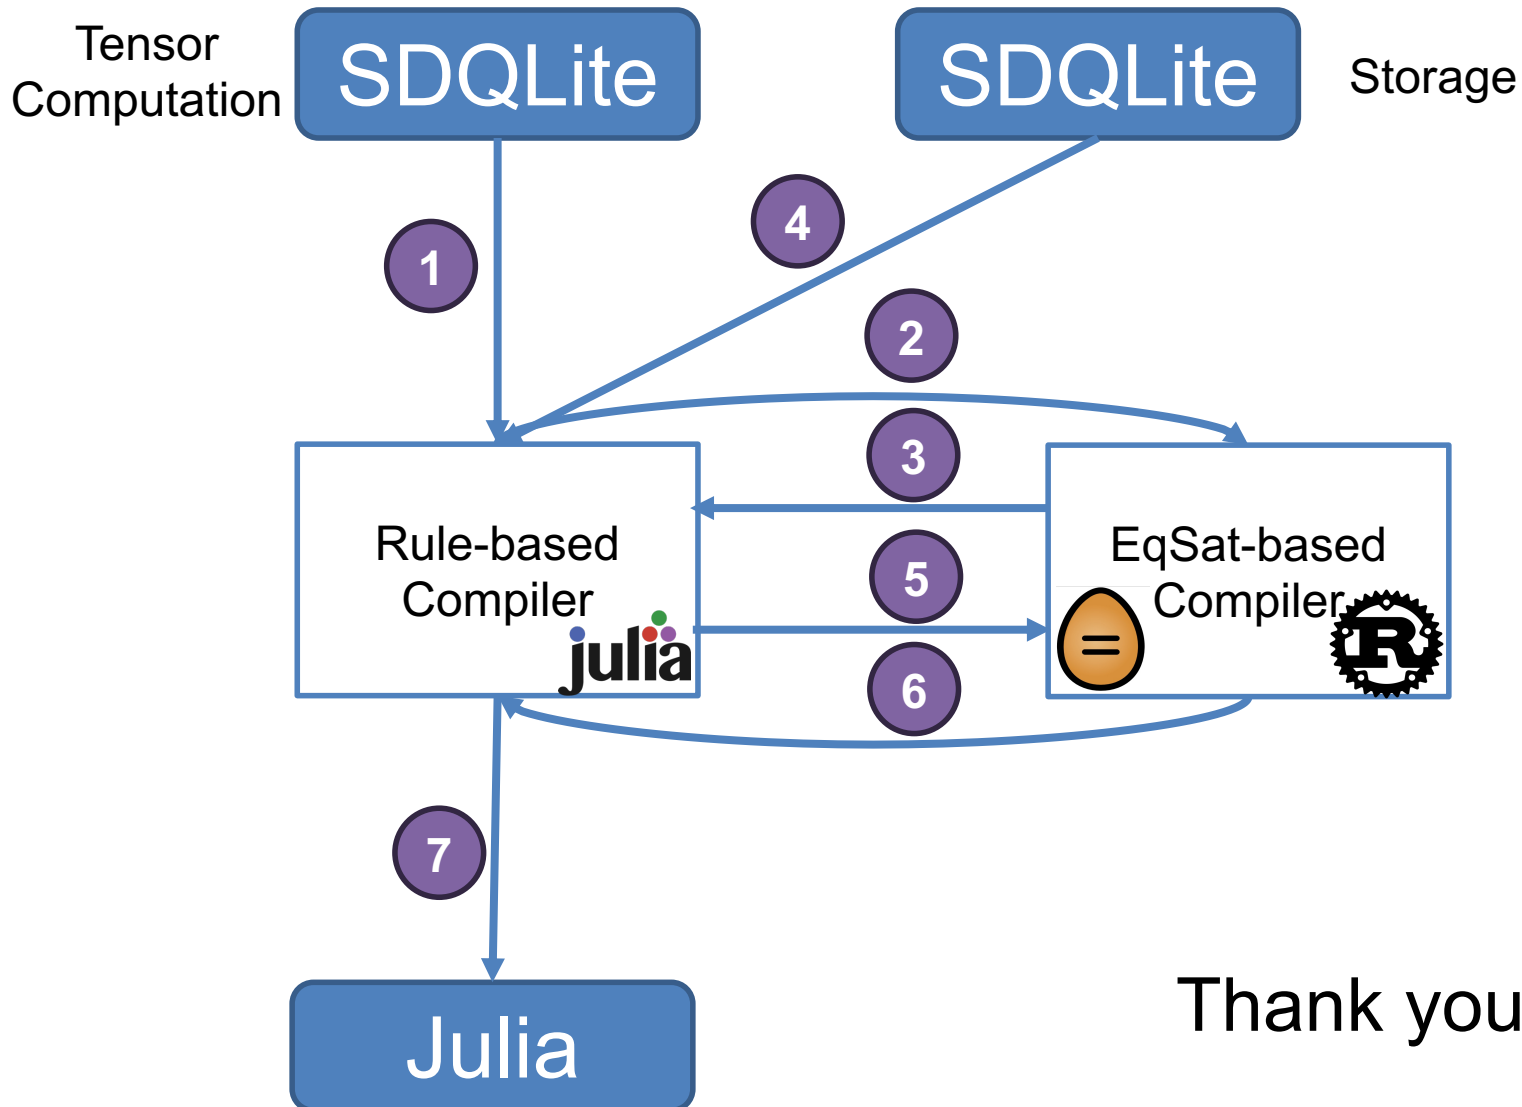 Tensor
Computation
SDQLite
SDQLite
Storage
1
4
2
3
5
6
Rule-based
Compiler
julia
EqSat-based
Compiler
=
R
7
Julia
Thank you